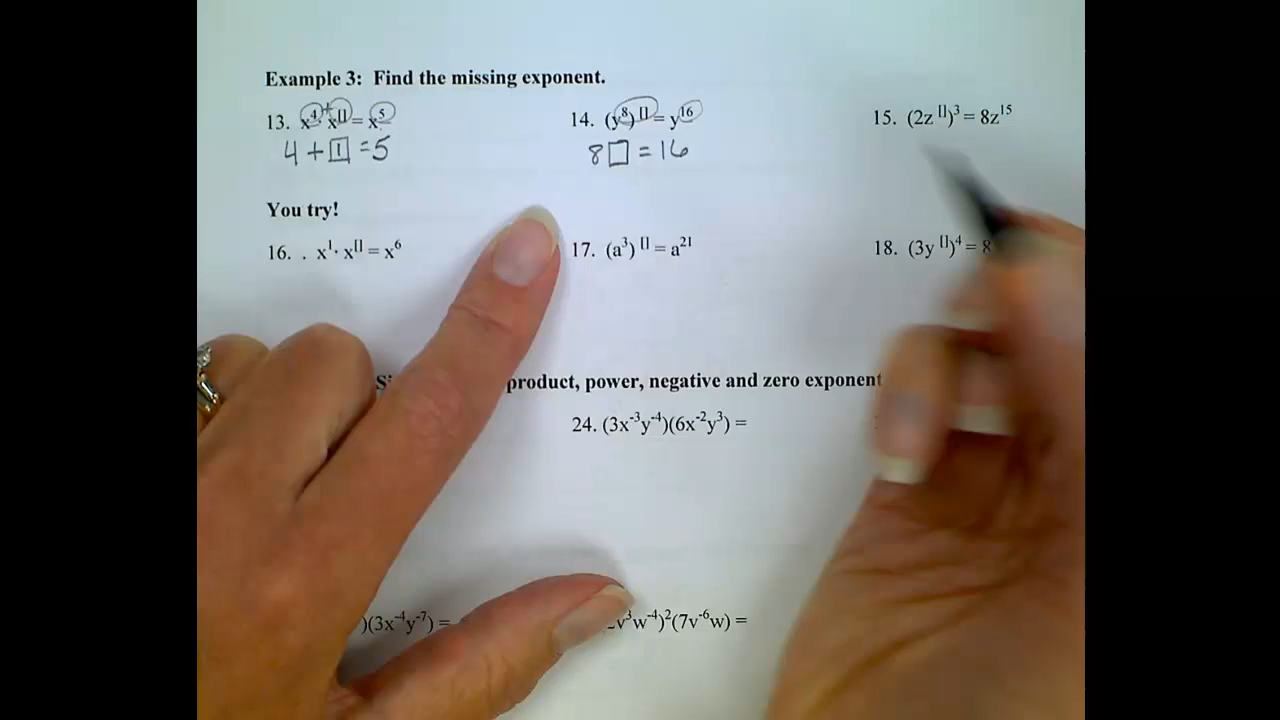 Example 3: Find the missing exponent.
13. x⁴· x^[] = x⁵ 14. (y⁸)^[] = y¹⁶ 15. (2z^[])³ = 8z¹⁵
4 + 1 = 5 8□ = 16
You try!
16. . x¹· x^[] = x⁶ 17. (a³)^[] = a²¹ 18. (3y^[])⁴ = 8
product, power, negative and zero exponent
24. (3x⁻³y⁻⁴)(6x⁻²y³) =
)(3x⁻⁴y⁻⁷) = v³w⁻⁴)²(7v⁻⁶w) =